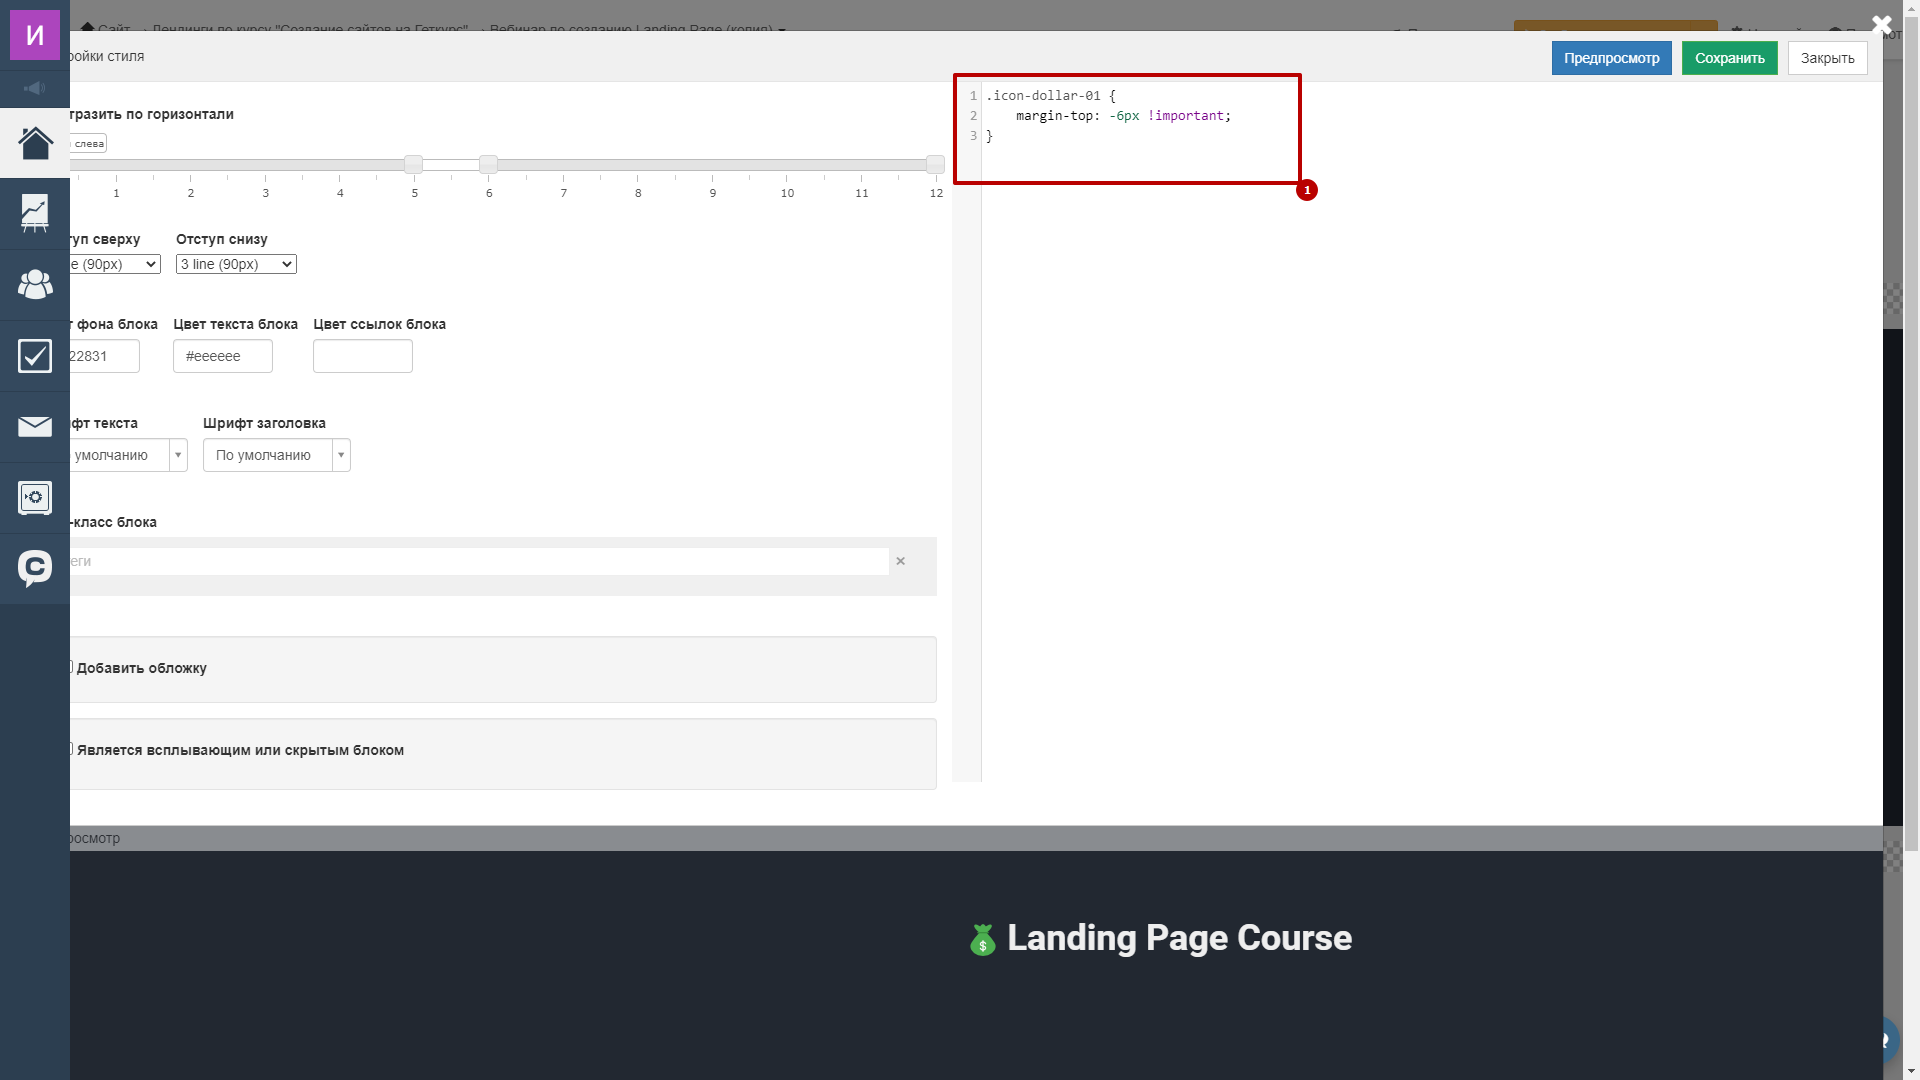 И
Сайт
Лендинги по курсу "Создание сайтов на Геткурс"
Вебинар по созданию Landing Page (копия)
ройки стиля
Предпросмотр
Сохранить
Закрыть
тразить по горизонтали
слева
1 2 3 4 5 6 7 8 9 10 11 12
туп сверху
Отступ снизу
e (90px)
3 line (90px)
т фона блока
Цвет текста блока
Цвет ссылок блока
22831
#eeeeee
ифт текста
Шрифт заголовка
умолчанию
По умолчанию
-класс блока
еги
×
Добавить обложку
Является всплывающим или скрытым блоком
1 .icon-dollar-01 {
2 margin-top: -6px !important;
3 }
1
росмотр
$ Landing Page Course